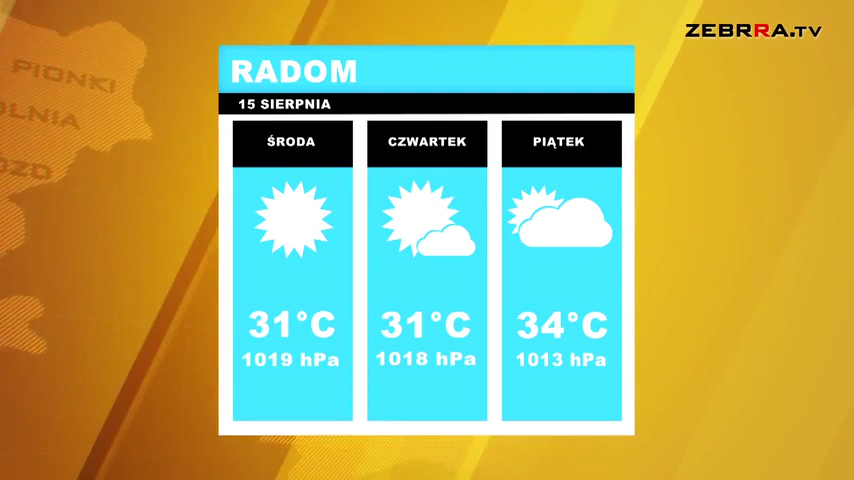 ZEBRRA.TV
PIONKI
OLNIA
OZO
RADOM
15 SIERPNIA
ŚRODA
CZWARTEK
PIĄTEK
31°C
31°C
34°C
1019 hPa
1018 hPa
1013 hPa